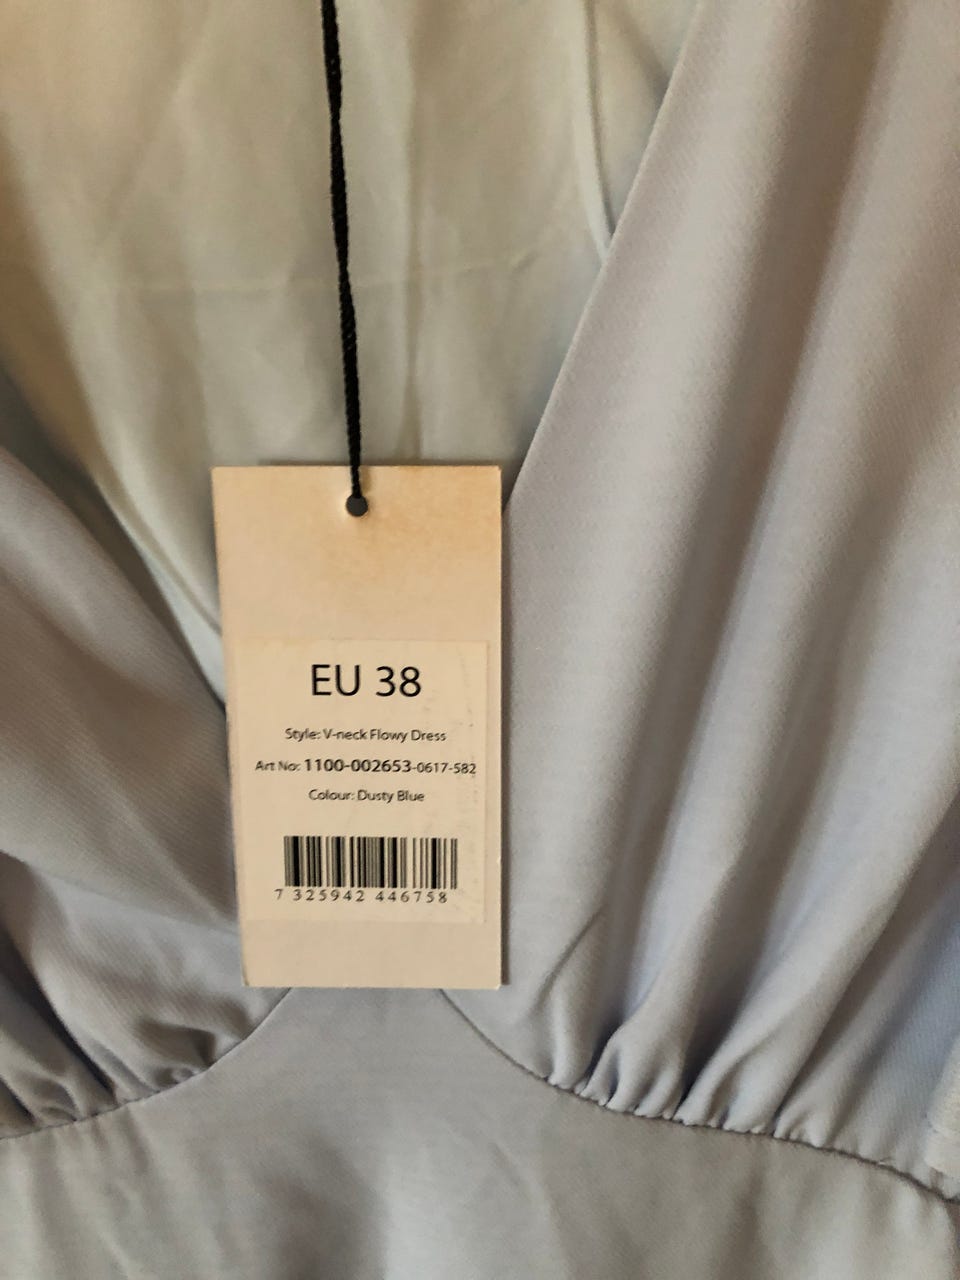 EU 38
Style: V-neck Flowy Dress
Art No: 1100-002653-0617-582
Colour: Dusty Blue
7 325942 446758